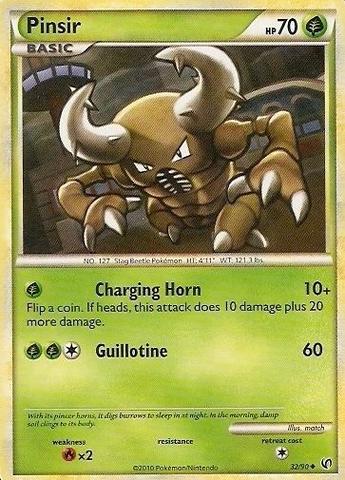 Pinsir HP 70
BASIC
NO. 127 Stag Beetle Pokémon HT: 4'11" WT: 121.3 lbs.
Charging Horn 10+
Flip a coin. If heads, this attack does 10 damage plus 20
more damage.
Guillotine 60
With its pincer horns, it digs burrows to sleep in at night. In the morning, damp
soil clings to its body.
Illus. match
weakness resistance retreat cost
×2
©2010 Pokémon/Nintendo 32/90